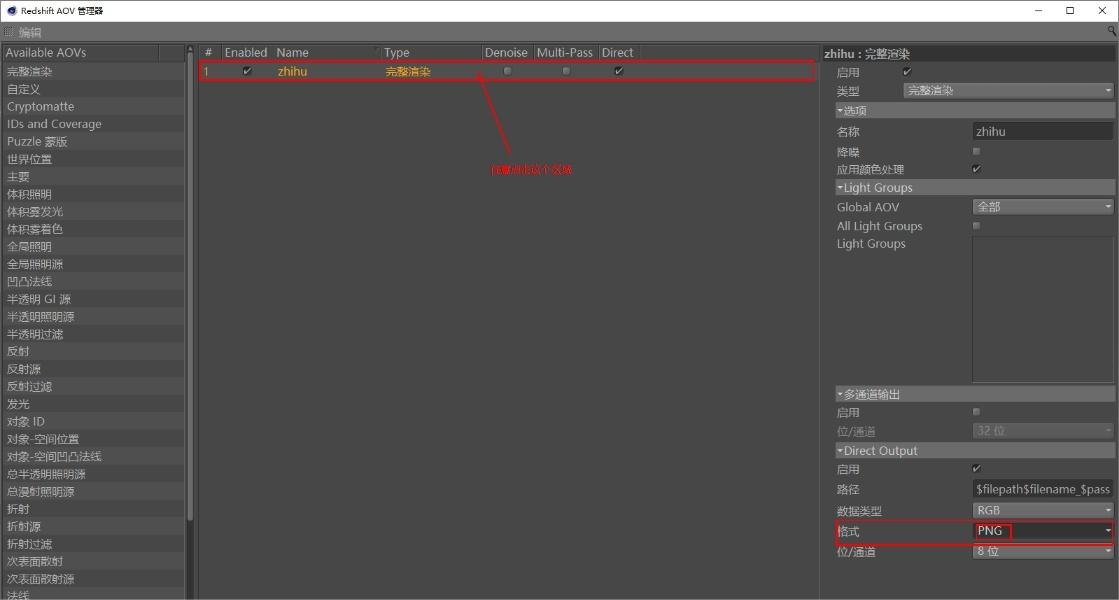 Redshift AOV 管理器
编辑
Available AOVs
完整渲染
自定义
Cryptomatte
IDs and Coverage
Puzzle 蒙版
世界位置
主要
体积照明
体积雾发光
体积雾着色
全局照明
全局照明源
凹凸法线
半透明 GI 源
半透明照明源
半透明过滤
反射
反射源
反射过滤
发光
对象 ID
对象-空间位置
对象-空间凹凸法线
总半透明照明源
总漫射照明源
折射
折射源
折射过滤
次表面散射
次表面散射源
法线
# Enabled Name Type Denoise Multi-Pass Direct
1 zhihu 完整渲染
任意点击这个区域
zhihu : 完整渲染
启用
类型 完整渲染
选项
名称 zhihu
降噪
应用颜色处理
Light Groups
Global AOV 全部
All Light Groups
Light Groups
多通道输出
启用
位/通道 32 位
Direct Output
启用
路径 $filepath$filename_$pass
数据类型 RGB
格式 PNG
位/通道 8 位